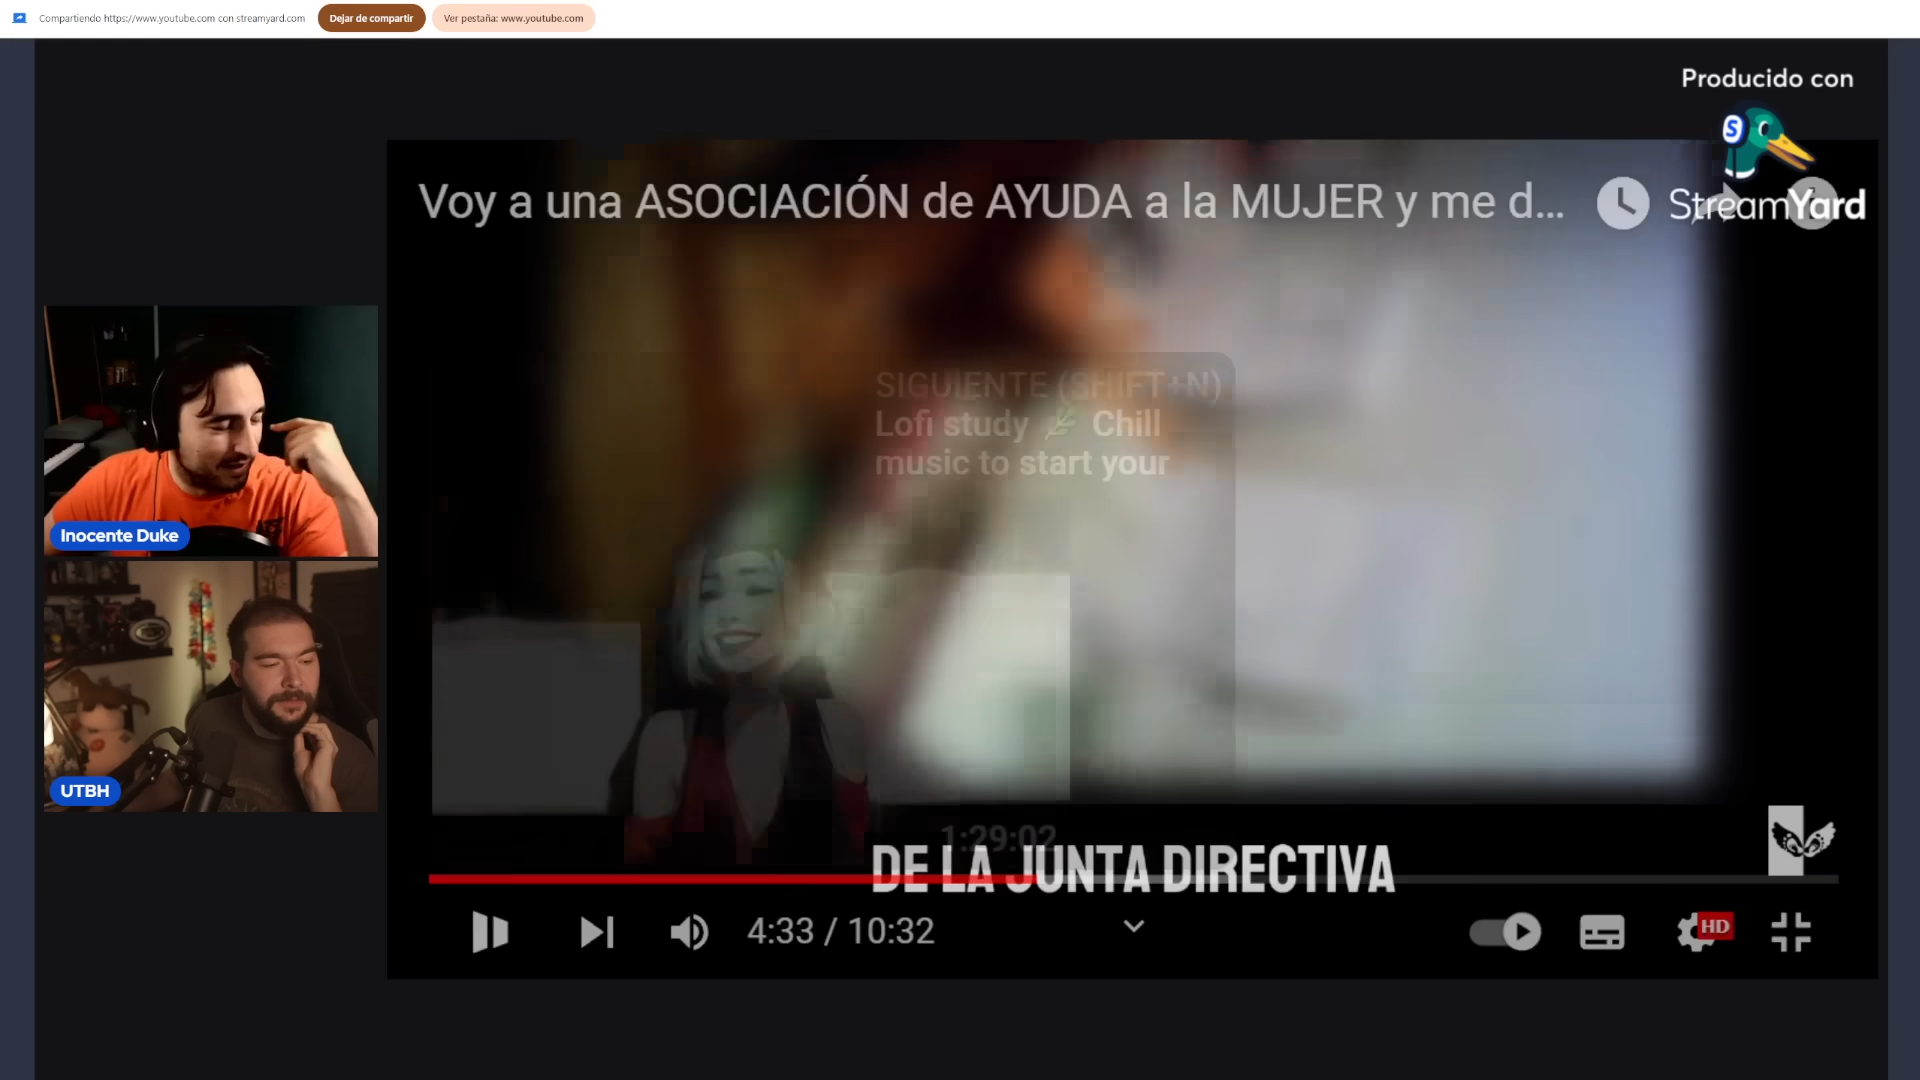 Compartiendo https://www.youtube.com con streamyard.com
Dejar de compartir
Ver pestaña: www.youtube.com
Producido con
S
StreamYard
Voy a una ASOCIACIÓN de AYUDA a la MUJER y me d...
SIGUIENTE (SHIFT+N)
Lofi study 🌿 Chill
music to start your
Inocente Duke
UTBH
1:29:02
DE LA JUNTA DIRECTIVA
4:33 / 10:32
HD